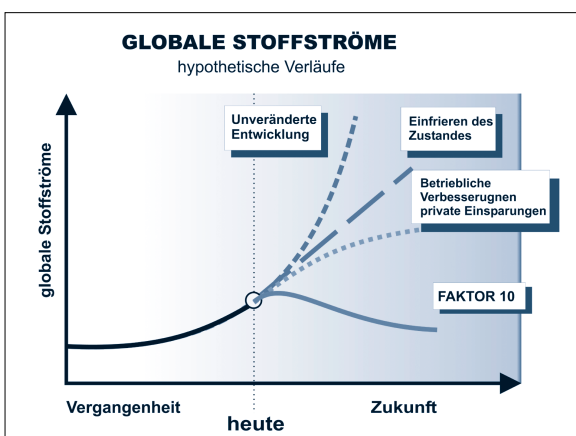 GLOBALE STOFFSTRÖME
hypothetische Verläufe
globale Stoffströme
Unveränderte
Entwicklung
Einfrieren des
Zustandes
Betriebliche
Verbesserugnen
private Einsparungen
FAKTOR 10
Vergangenheit
heute
Zukunft